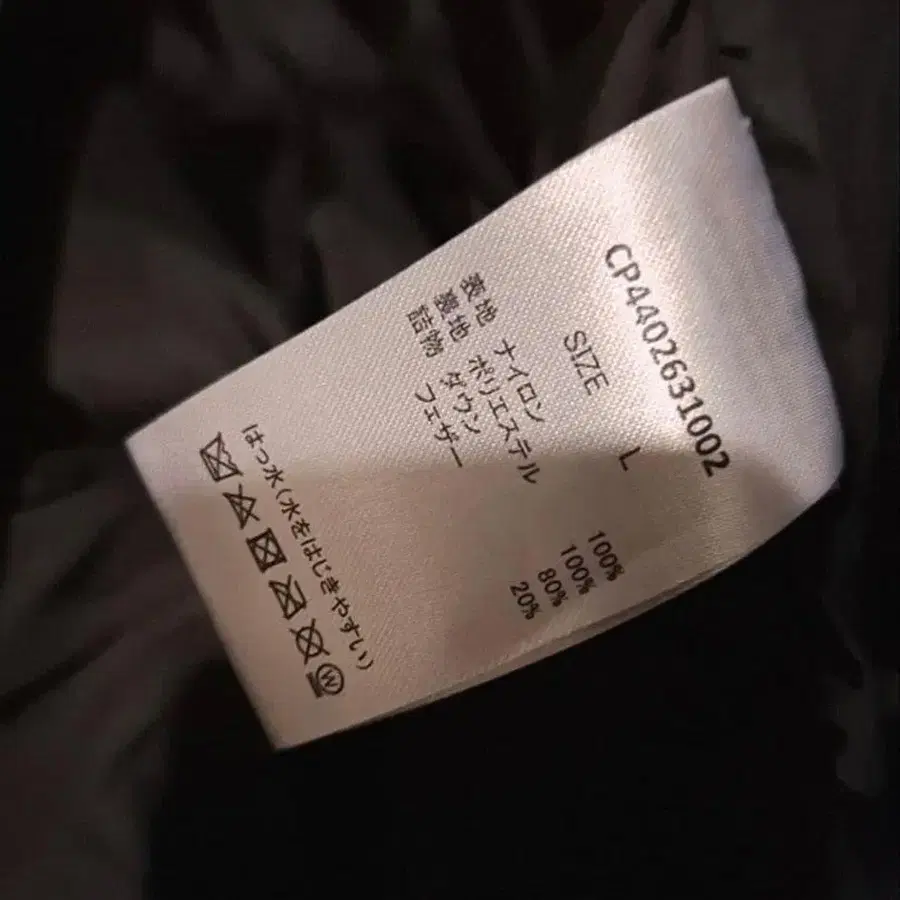 CP4402631002
SIZE L
表地 ナイロン 100%
裏地 ポリエステル 100%
詰物 ダウン 80%
フェザー 20%
はっ水(水をはじきやすい)
W